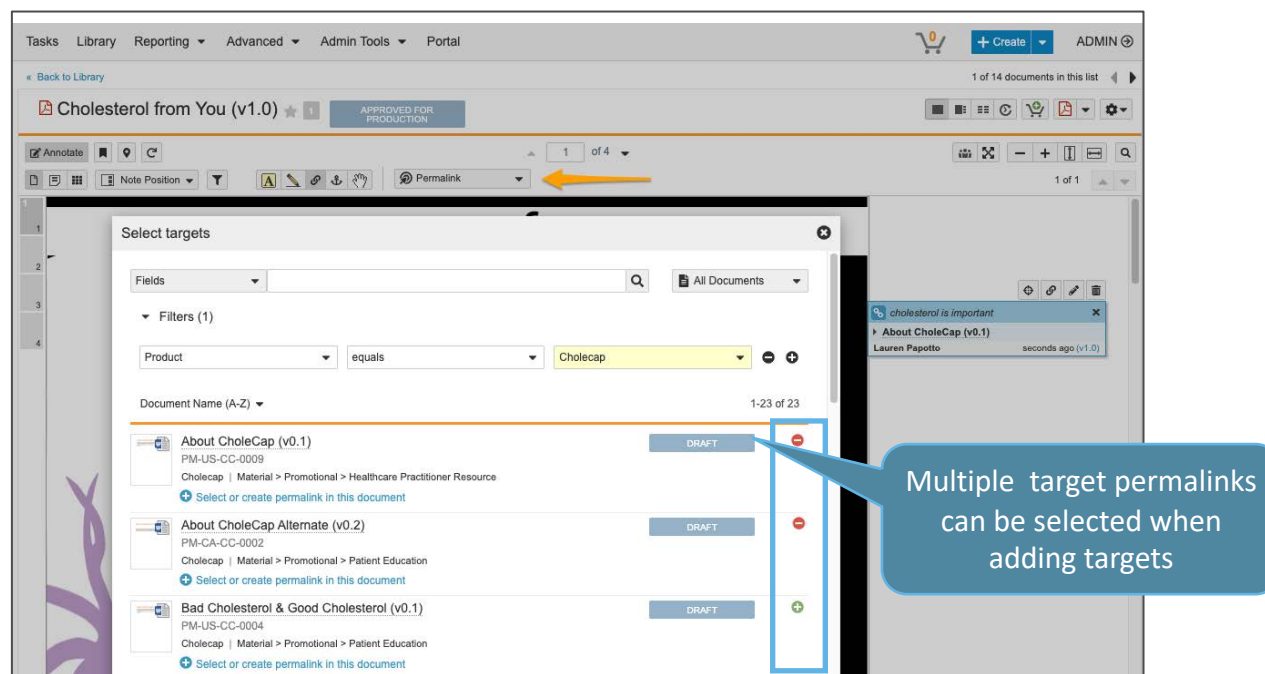 Tasks Library Reporting Advanced Admin Tools Portal 0 + Create ADMIN
« Back to Library 1 of 14 documents in this list
Cholesterol from You (v1.0) 1 APPROVED FOR PRODUCTION
Annotate 1 of 4
Note Position A Permalink 1 of 1
1
1
2
3
4
Select targets
Fields All Documents
Filters (1)
Product equals Cholecap
Document Name (A-Z) 1-23 of 23
About CholeCap (v0.1) DRAFT
PM-US-CC-0009
Cholecap | Material > Promotional > Healthcare Practitioner Resource
Select or create permalink in this document
About CholeCap Alternate (v0.2) DRAFT
PM-CA-CC-0002
Cholecap | Material > Promotional > Patient Education
Select or create permalink in this document
Bad Cholesterol & Good Cholesterol (v0.1) DRAFT
PM-US-CC-0004
Cholecap | Material > Promotional > Patient Education
Select or create permalink in this document
cholesterol is important
About CholeCap (v0.1)
Lauren Papotto seconds ago (v1.0)
Multiple target permalinks
can be selected when
adding targets